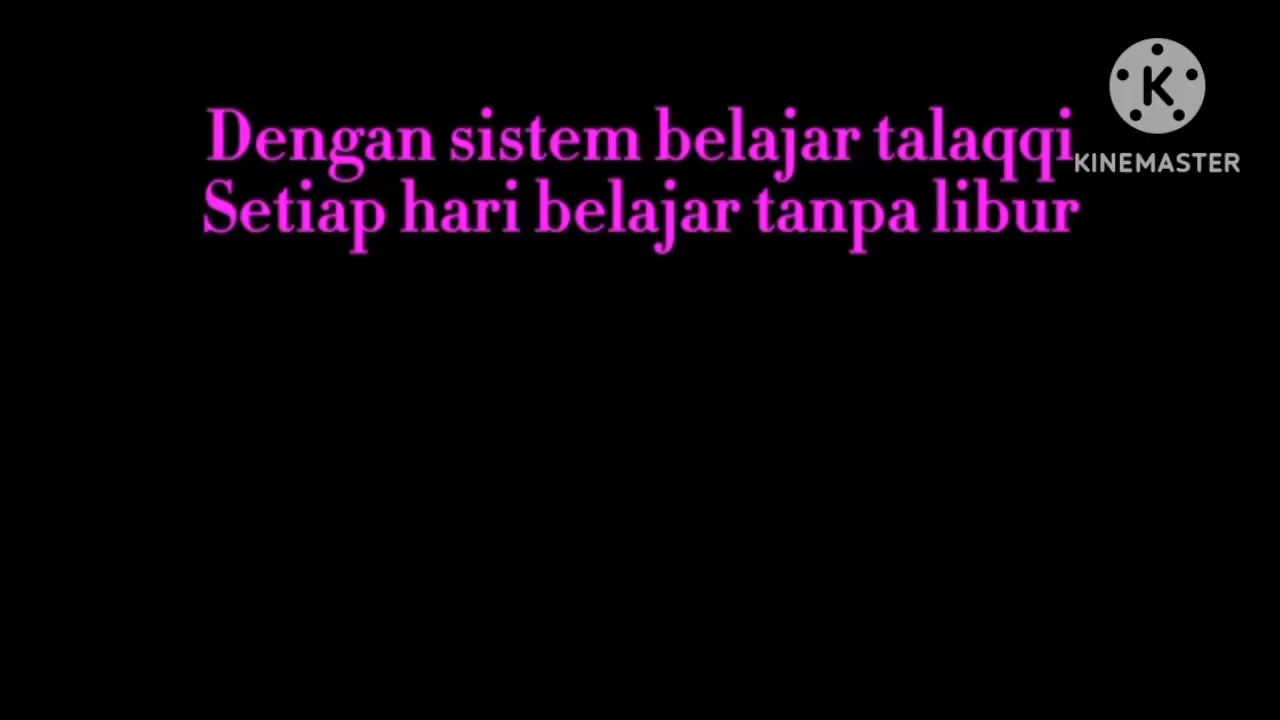 Dengan sistem belajar talaqqi
Setiap hari belajar tanpa libur
K
KINEMASTER